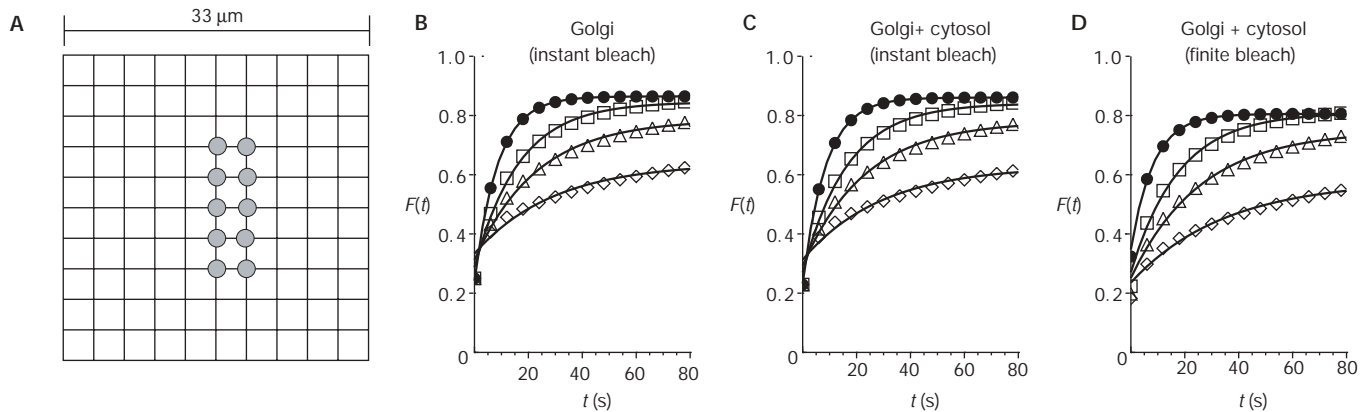 A
33 µm
B
Golgi
(instant bleach)
1.0
0.8
0.6
F(t)
0.4
0.2
0
20
40
60
80
t (s)
C
Golgi+ cytosol
(instant bleach)
1.0
0.8
0.6
F(t)
0.4
0.2
0
20
40
60
80
t (s)
D
Golgi + cytosol
(finite bleach)
1.0
0.8
0.6
F(t)
0.4
0.2
0
20
40
60
80
t (s)